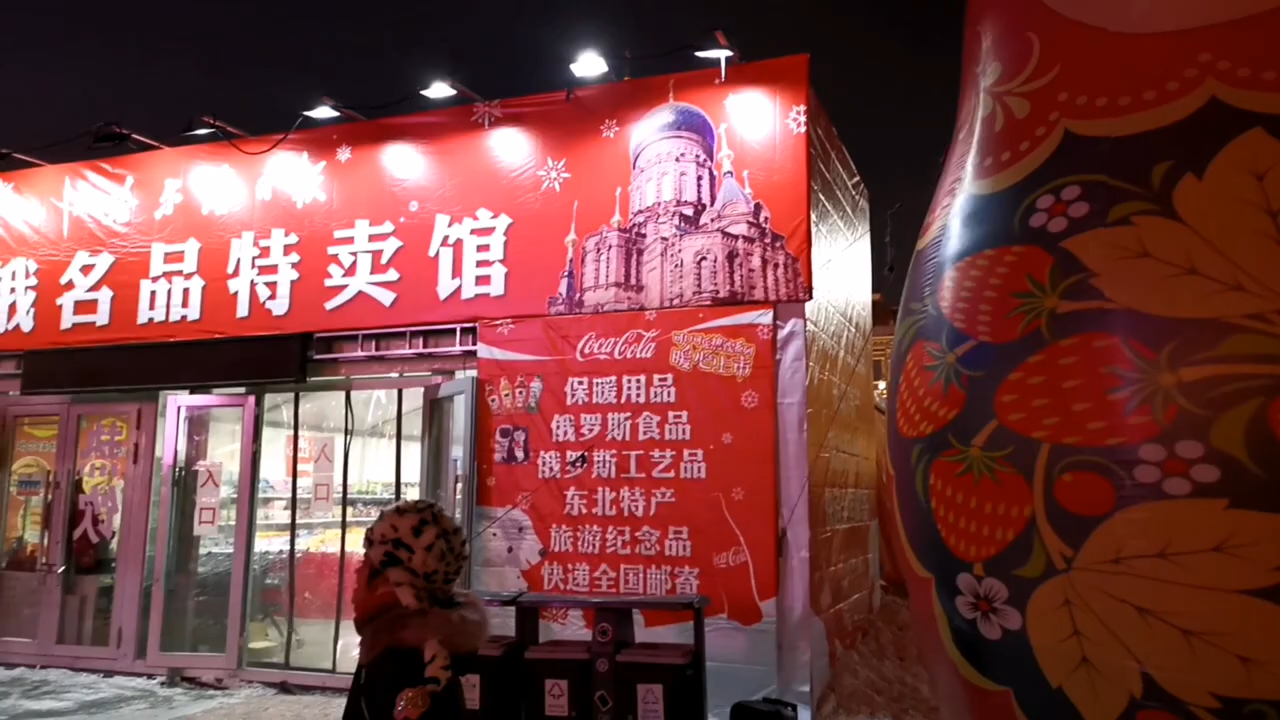 俄名品特卖馆
Coca-Cola
暖心上市
保暖用品
俄罗斯食品
俄罗斯工艺品
东北特产
旅游纪念品
快递全国邮寄
入口
入口
Coca-Cola